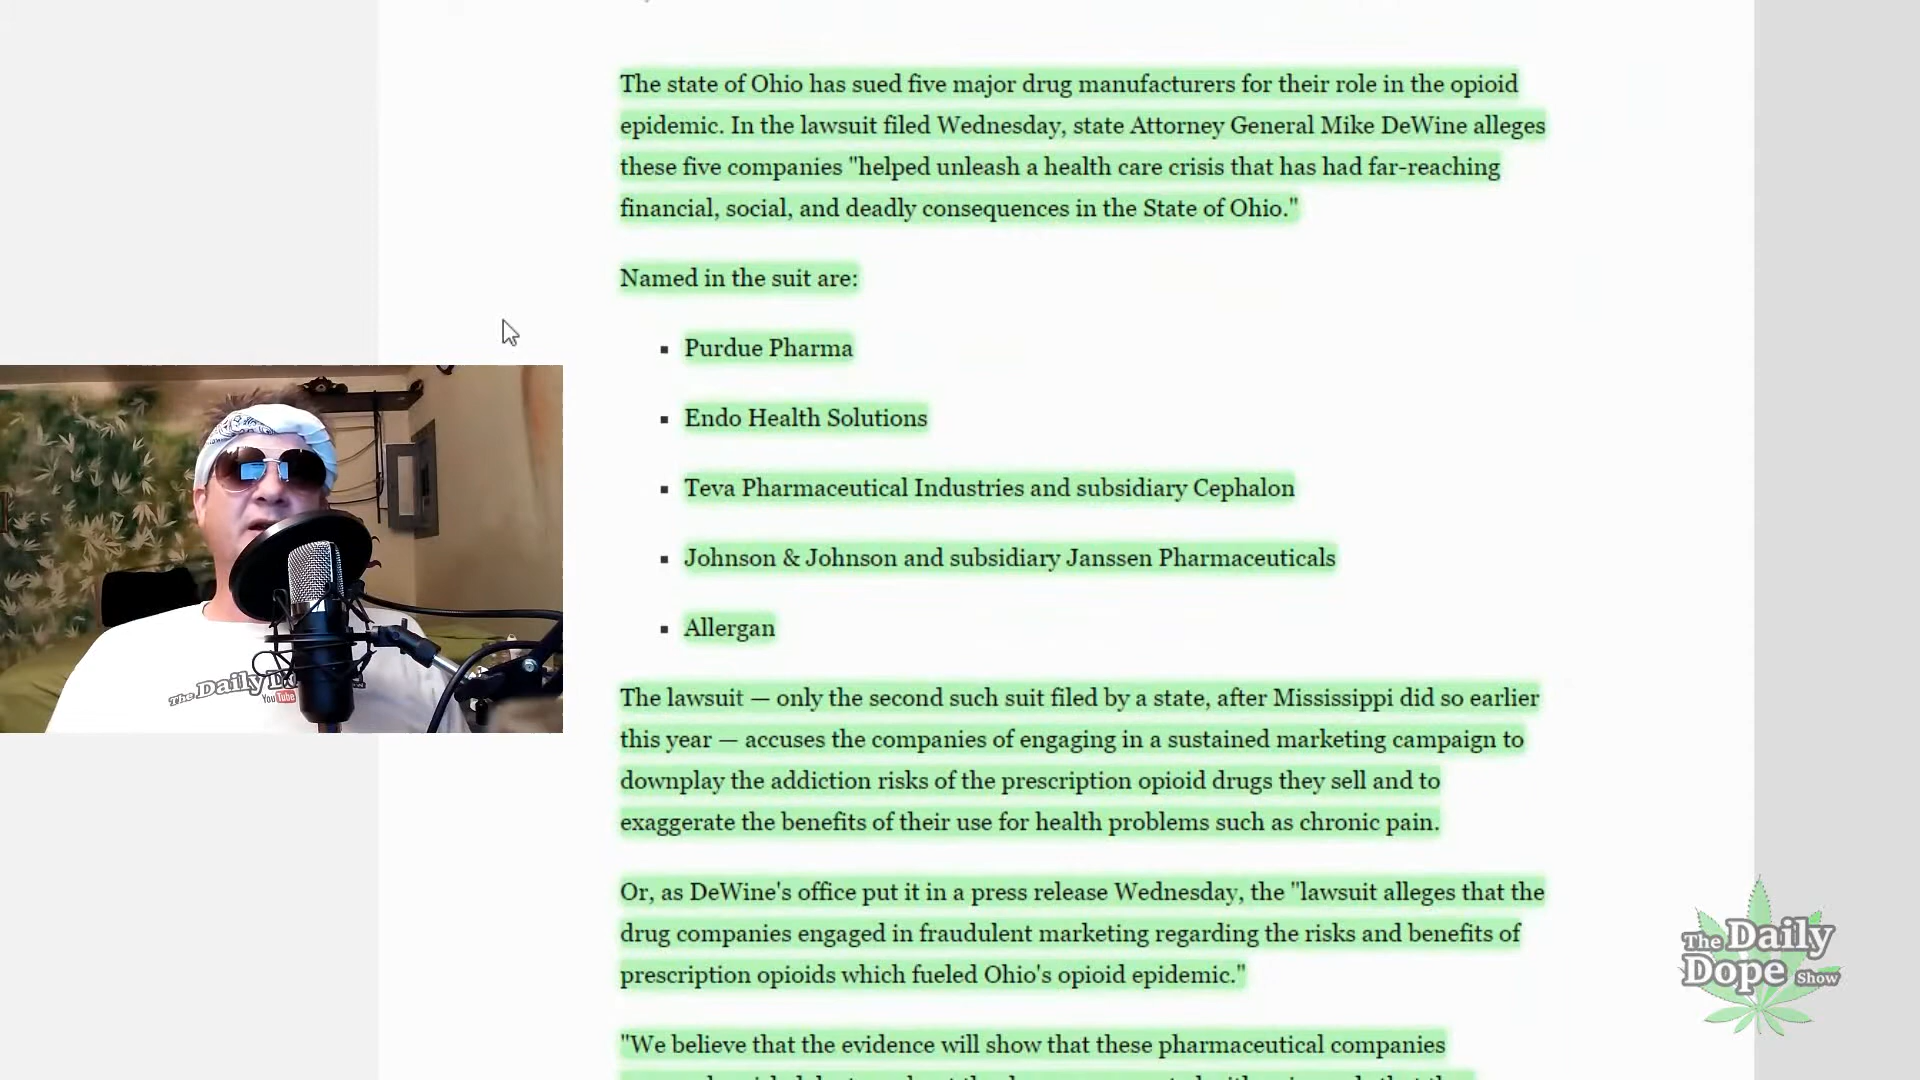 The state of Ohio has sued five major drug manufacturers for their role in the opioid
epidemic. In the lawsuit filed Wednesday, state Attorney General Mike DeWine alleges
these five companies "helped unleash a health care crisis that has had far-reaching
financial, social, and deadly consequences in the State of Ohio."
Named in the suit are:
Purdue Pharma
Endo Health Solutions
Teva Pharmaceutical Industries and subsidiary Cephalon
Johnson & Johnson and subsidiary Janssen Pharmaceuticals
Allergan
The lawsuit — only the second such suit filed by a state, after Mississippi did so earlier
this year — accuses the companies of engaging in a sustained marketing campaign to
downplay the addiction risks of the prescription opioid drugs they sell and to
exaggerate the benefits of their use for health problems such as chronic pain.
Or, as DeWine's office put it in a press release Wednesday, the "lawsuit alleges that the
drug companies engaged in fraudulent marketing regarding the risks and benefits of
prescription opioids which fueled Ohio's opioid epidemic."
"We believe that the evidence will show that these pharmaceutical companies
The Daily
YouTube
The Daily
Dope Show